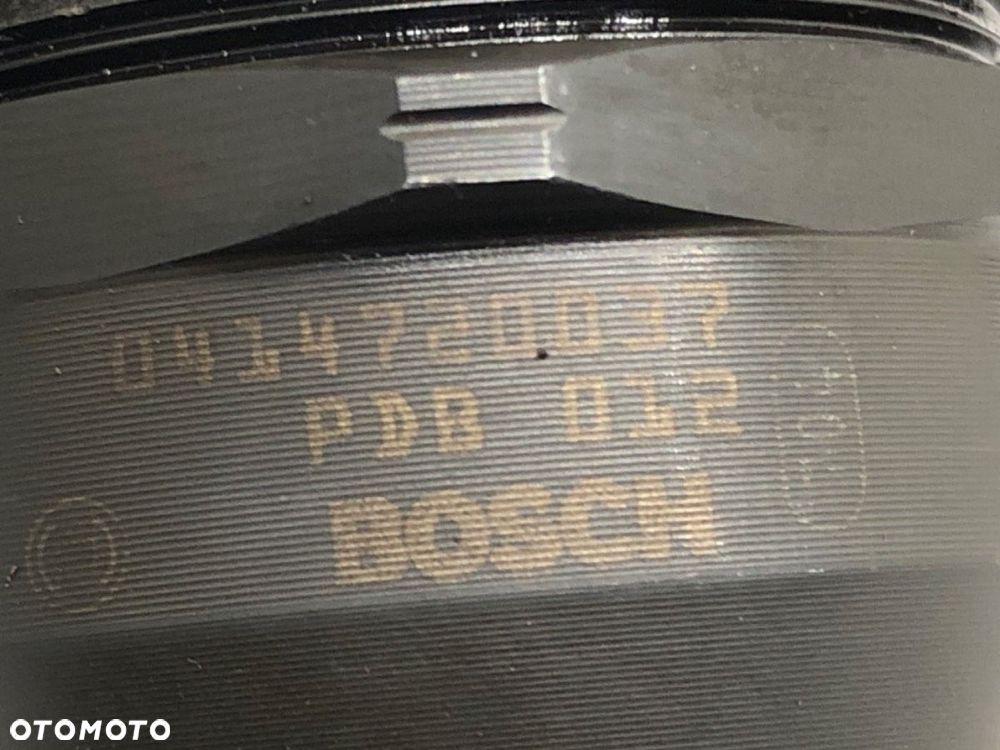 0414720037
PDB 012
BOSCH
OTOMOTO